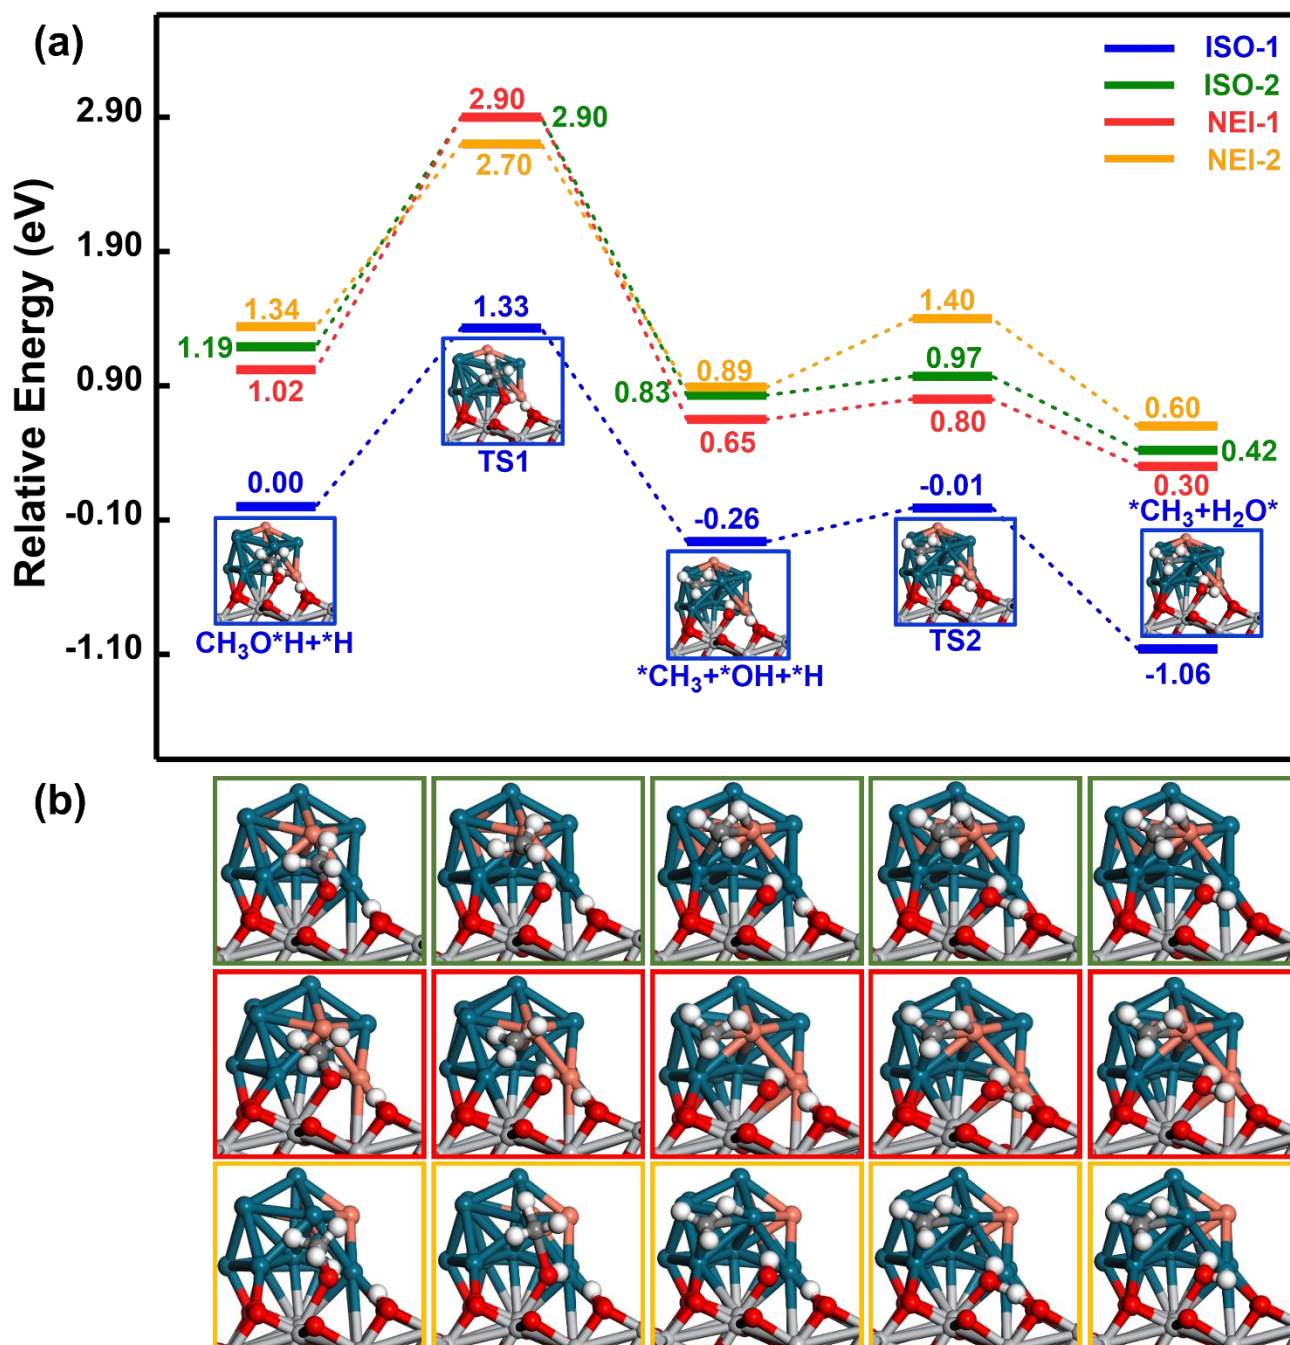 (a)
ISO-1
ISO-2
NEI-1
NEI-2
Relative Energy (eV)
2.90
1.90
0.90
-0.10
-1.10
2.90
2.90
2.70
1.34
1.19
1.02
1.33
TS1
0.00
CH₃O*H+*H
0.89
0.83
0.65
-0.26
*CH₃+*OH+*H
1.40
0.97
0.80
-0.01
TS2
0.60
0.42
0.30
*CH₃+H₂O*
-1.06
(b)